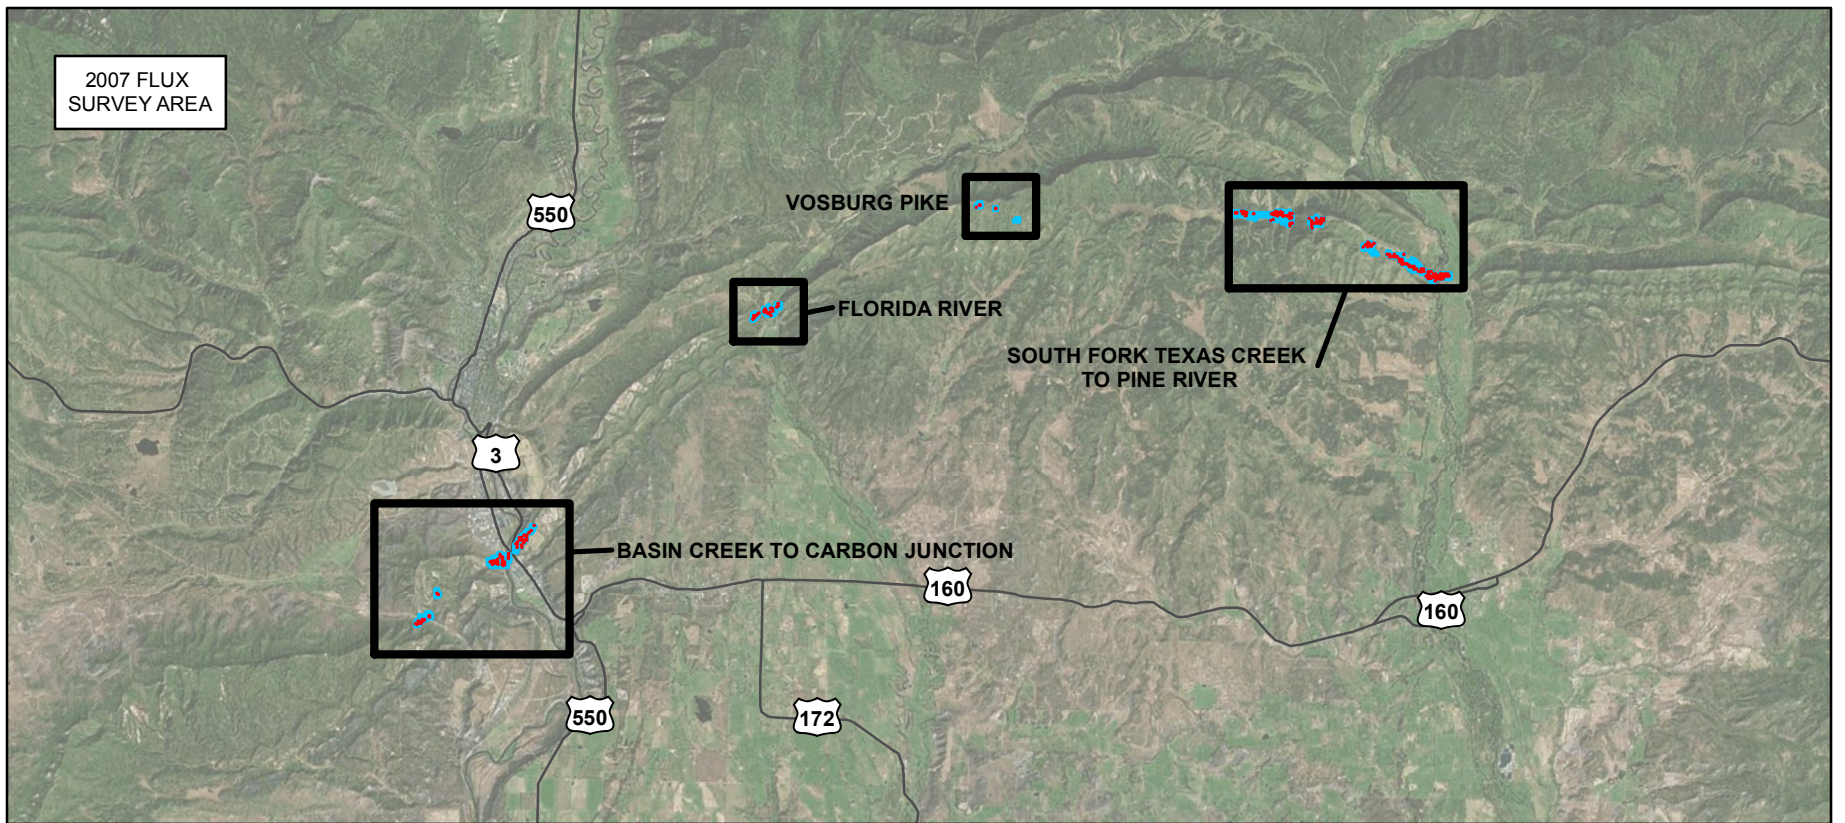 2007 FLUX
SURVEY AREA
550
VOSBURG PIKE
FLORIDA RIVER
SOUTH FORK TEXAS CREEK
TO PINE RIVER
3
BASIN CREEK TO CARBON JUNCTION
160
160
550
172